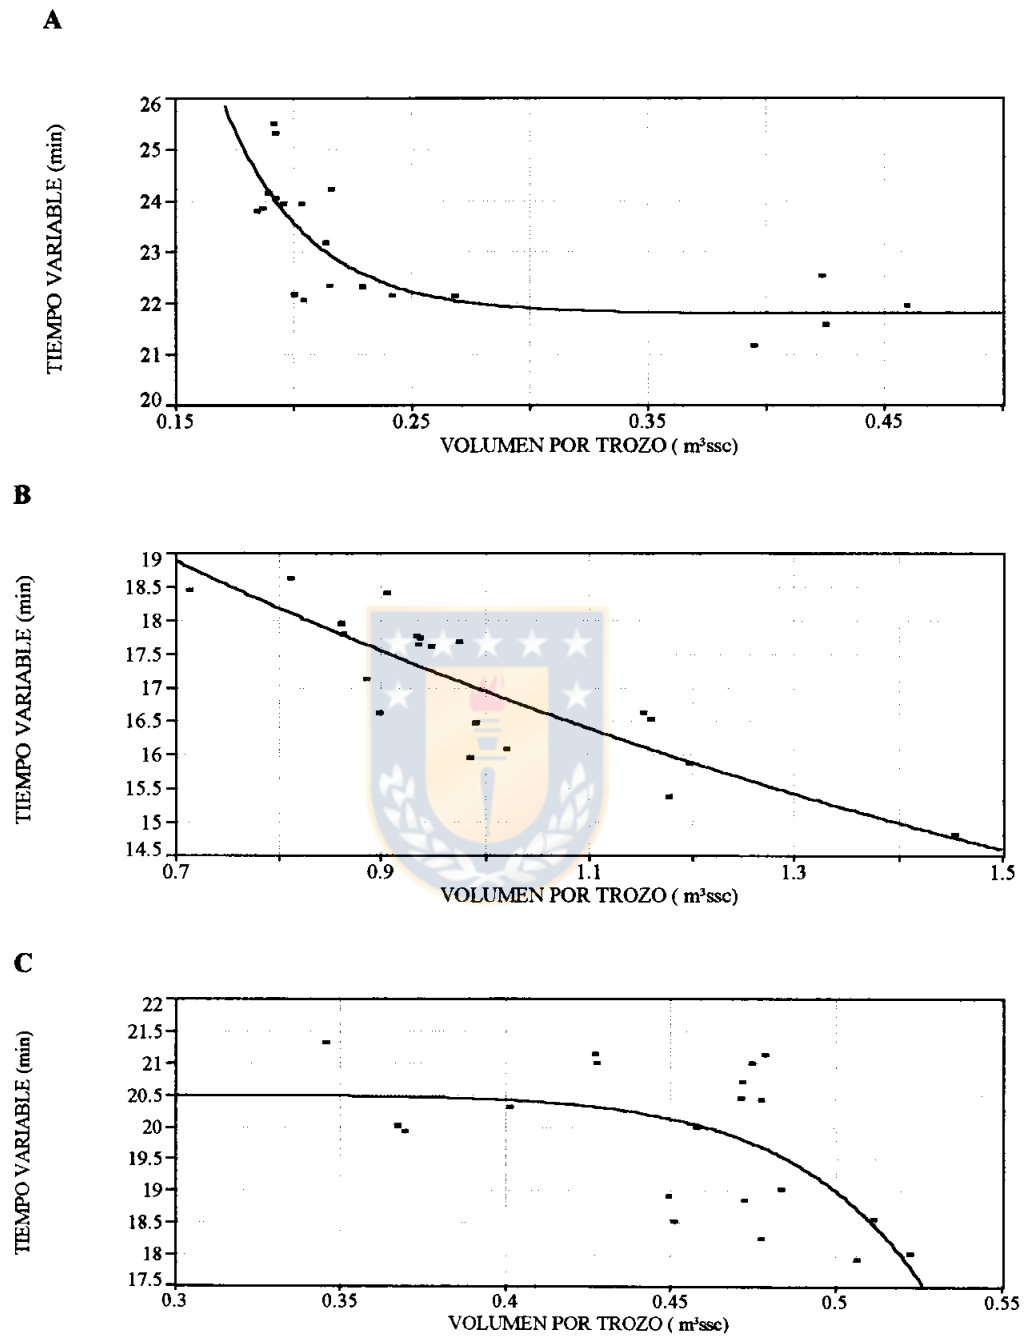 A
TIEMPO VARIABLE (min)
26
25
24
23
22
21
20
0.15 0.25 0.35 0.45
VOLUMEN POR TROZO ( m³ssc)
B
TIEMPO VARIABLE (min)
19
18.5
18
17.5
17
16.5
16
15.5
15
14.5
0.7 0.9 1.1 1.3 1.5
VOLUMEN POR TROZO ( m³ssc)
C
TIEMPO VARIABLE (min)
22
21.5
21
20.5
20
19.5
19
18.5
18
17.5
0.3 0.35 0.4 0.45 0.5 0.55
VOLUMEN POR TROZO ( m³ssc)